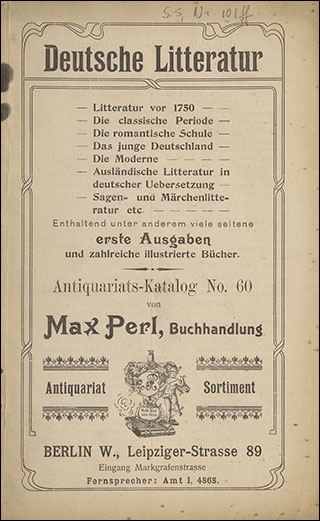 S.S. Nr. 101ff
Deutsche Litteratur
— Litteratur vor 1750 — —
— Die classische Periode —
— Die romantische Schule —
— Das junge Deutschland —
— Die Moderne — — — —
— Ausländische Litteratur in
deutscher Uebersetzung —
— Sagen- und Märchenlitte-
ratur etc — — — —
Enthaltend unter anderem viele seltene
erste Ausgaben
und zahlreiche illustrierte Bücher.
Antiquariats-Katalog No. 60
von
Max Perl, Buchhandlung
Antiquariat
Sortiment
BERLIN W., Leipziger-Strasse 89
Eingang Markgrafenstrasse
Fernsprecher: Amt I, 4868.